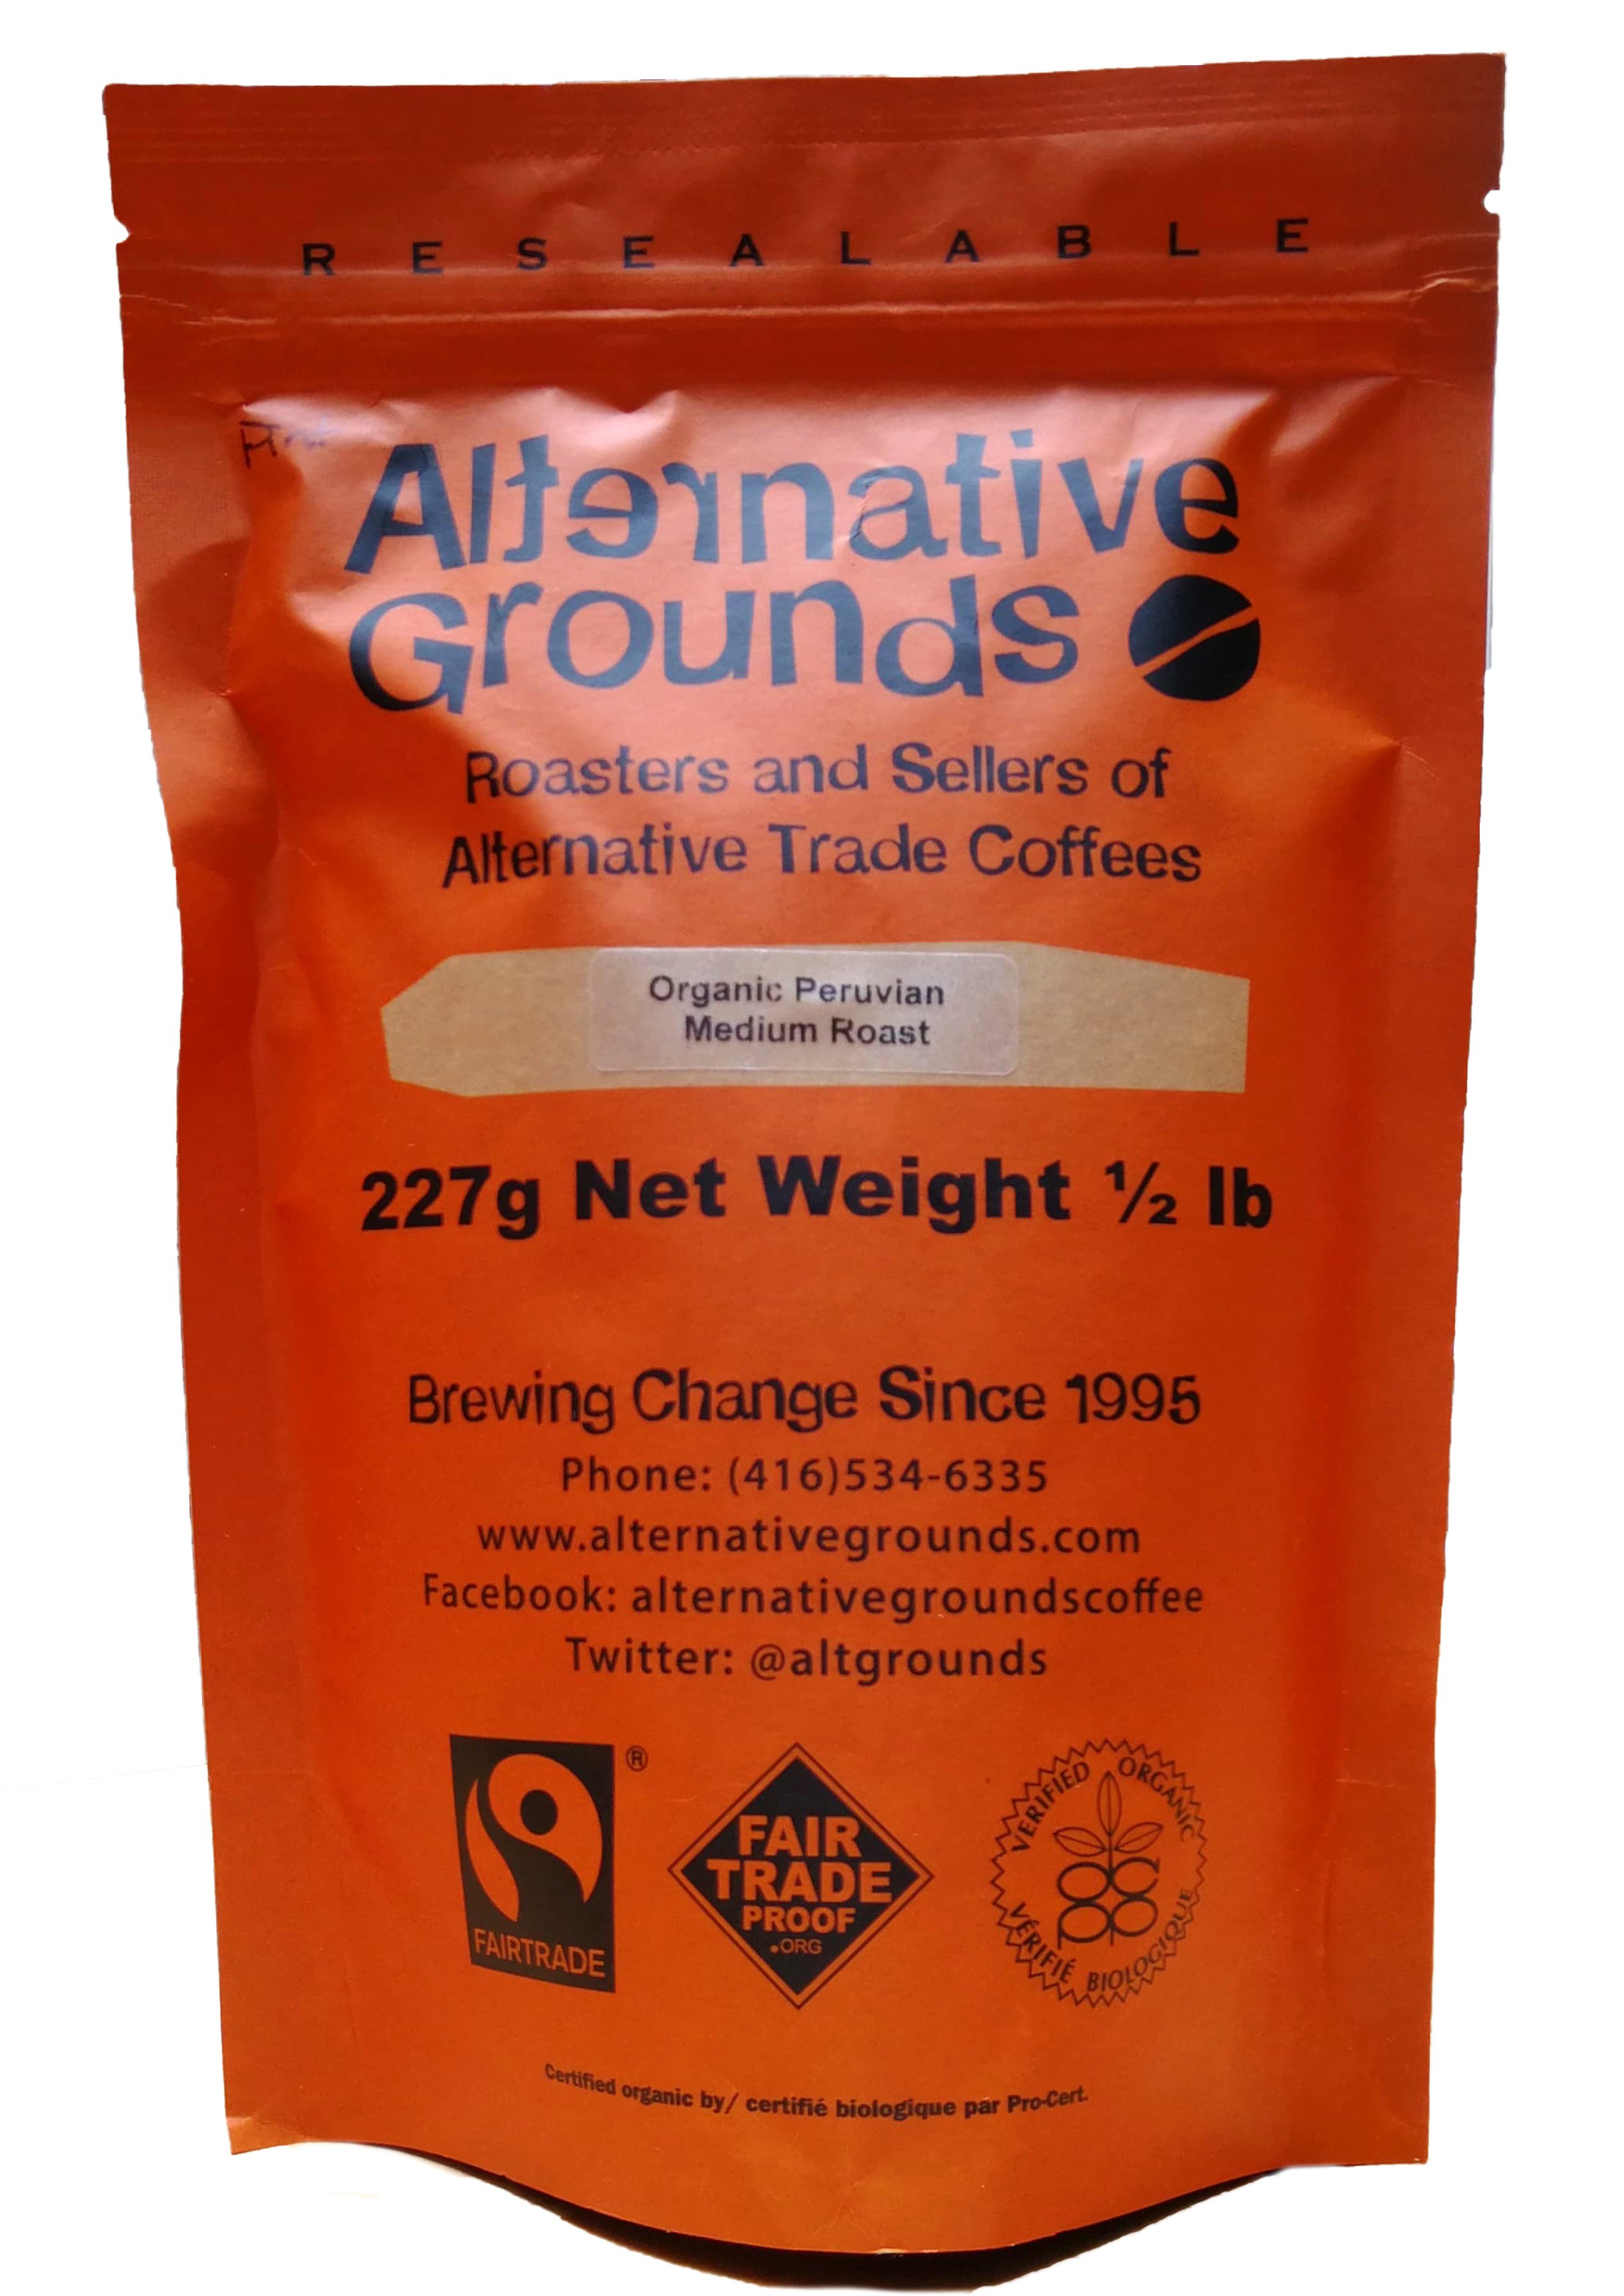 RESEALABLE
Alternative
Grounds
Roasters and Sellers of
Alternative Trade Coffees
Organic Peruvian
Medium Roast
227g Net Weight ½ lb
Brewing Change Since 1995
Phone: (416)534-6335
www.alternativegrounds.com
Facebook: alternativegroundscoffee
Twitter: @altgrounds
®
FAIRTRADE
FAIR
TRADE
PROOF
.ORG
VERIFIED ORGANIC
VÉRIFIÉ BIOLOGIQUE
Certified organic by/ certifié biologique par Pro-Cert.